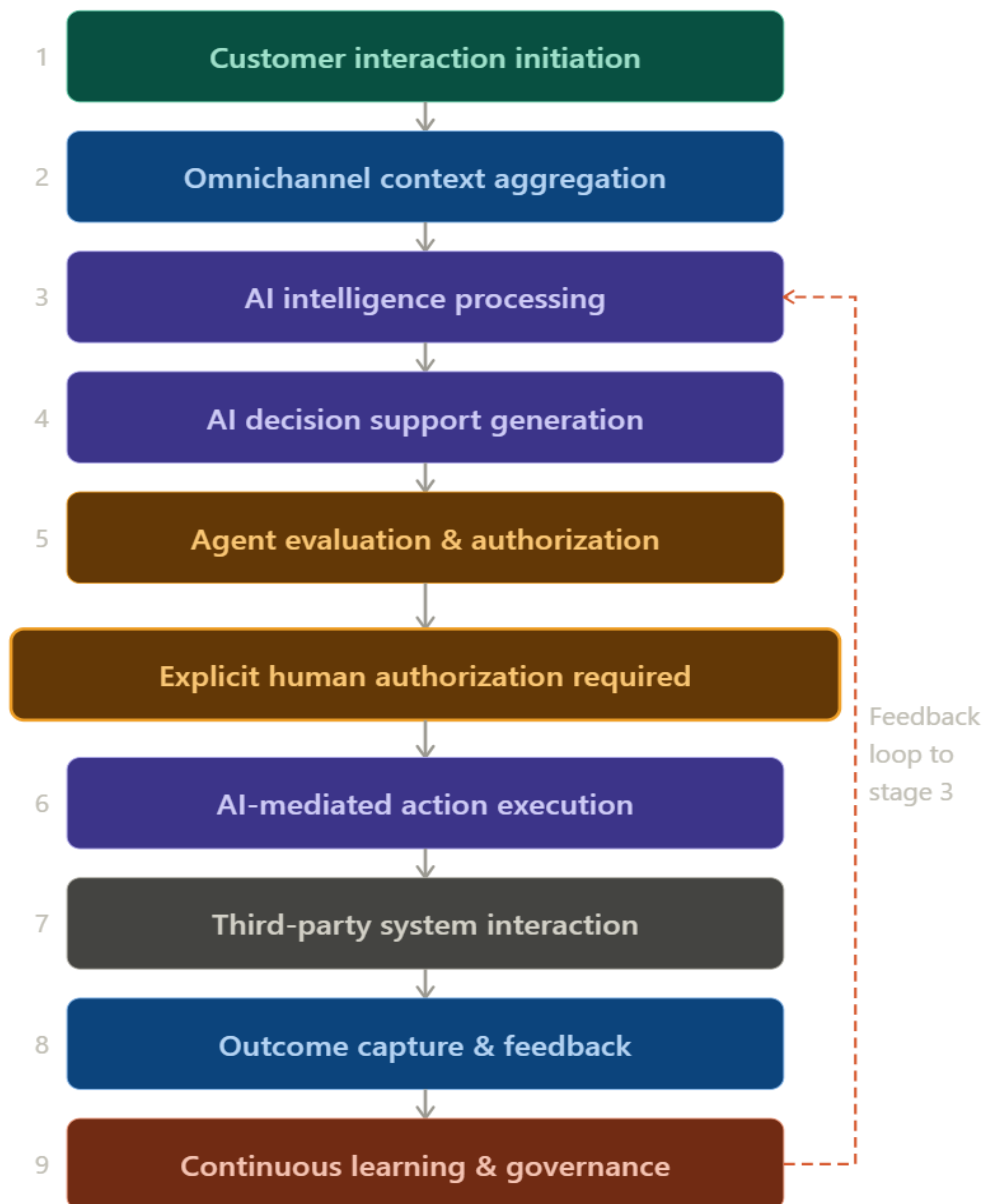 1
Customer interaction initiation
2
Omnichannel context aggregation
3
AI intelligence processing
4
AI decision support generation
5
Agent evaluation & authorization
Explicit human authorization required
Feedback
loop to
stage 3
6
AI-mediated action execution
7
Third-party system interaction
8
Outcome capture & feedback
9
Continuous learning & governance